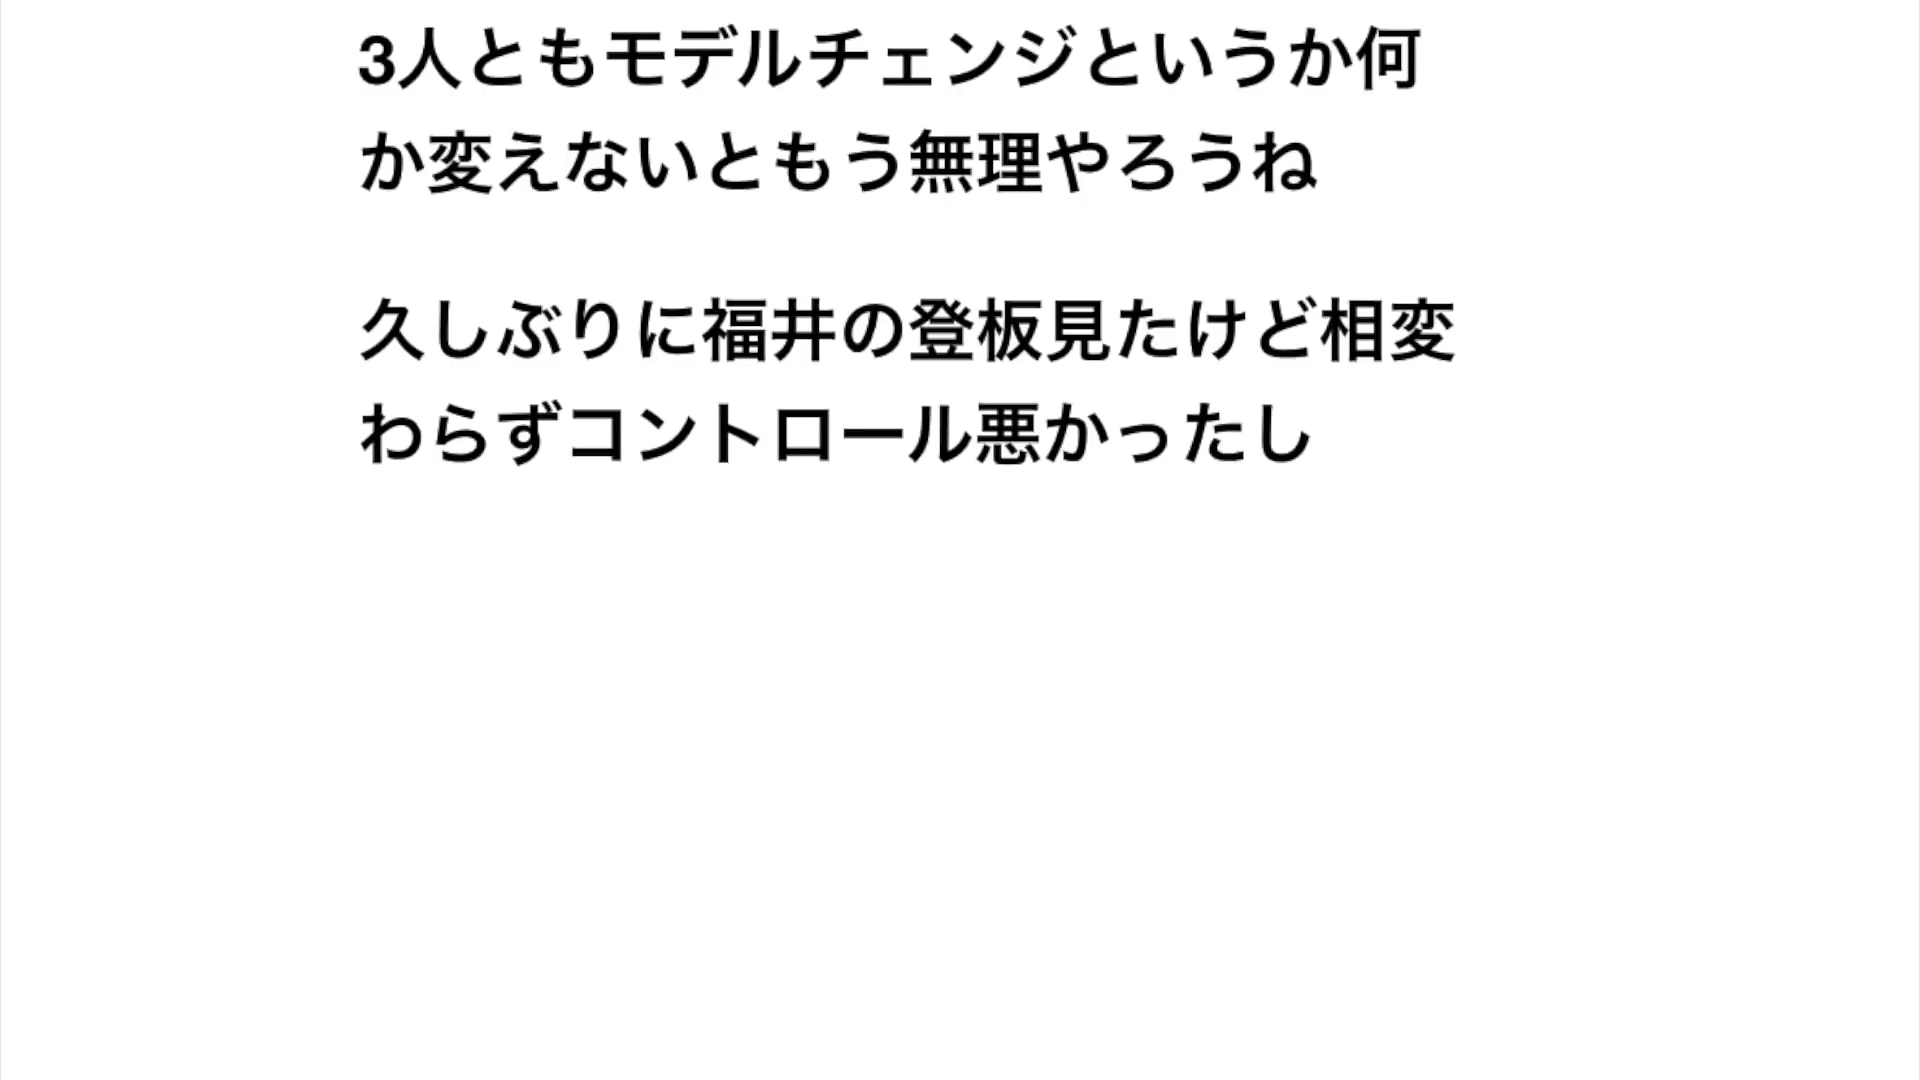 3人ともモデルチェンジというか何
か変えないともう無理やろうね
久しぶりに福井の登板見たけど相変
わらずコントロール悪かったし